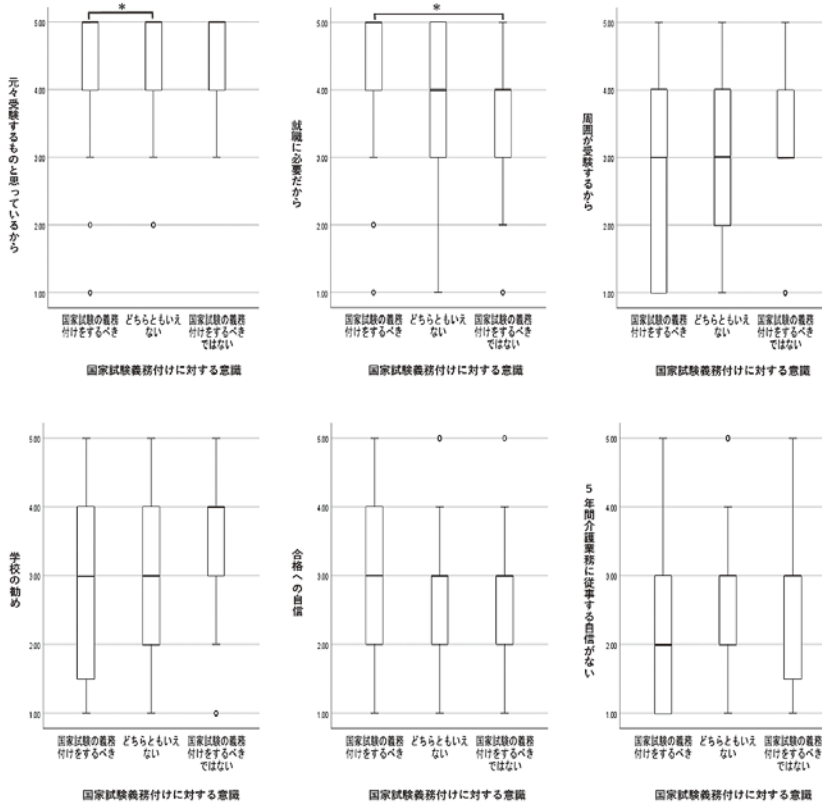 *
*
元々受験するものと思っているから
5.00
4.00
3.00
2.00
1.00
国家試験の義務
付けをするべき
どちらともいえ
ない
国家試験の義務
付けをするべき
ではない
国家試験義務付けに対する意識
就職に必要だから
5.00
4.00
3.00
2.00
1.00
国家試験の義務
付けをするべき
どちらともいえ
ない
国家試験の義務
付けをするべき
ではない
国家試験義務付けに対する意識
周囲が受験するから
5.00
4.00
3.00
2.00
1.00
国家試験の義務
付けをするべき
どちらともいえ
ない
国家試験の義務
付けをするべき
ではない
国家試験義務付けに対する意識
学校の勧め
5.00
4.00
3.00
2.00
1.00
国家試験の義務
付けをするべき
どちらともいえ
ない
国家試験の義務
付けをするべき
ではない
国家試験義務付けに対する意識
合格への自信
5.00
4.00
3.00
2.00
1.00
国家試験の義務
付けをするべき
どちらともいえ
ない
国家試験の義務
付けをするべき
ではない
国家試験義務付けに対する意識
5年間介護業務に従事する自信がない
5.00
4.00
3.00
2.00
1.00
国家試験の義務
付けをするべき
どちらともいえ
ない
国家試験の義務
付けをするべき
ではない
国家試験義務付けに対する意識